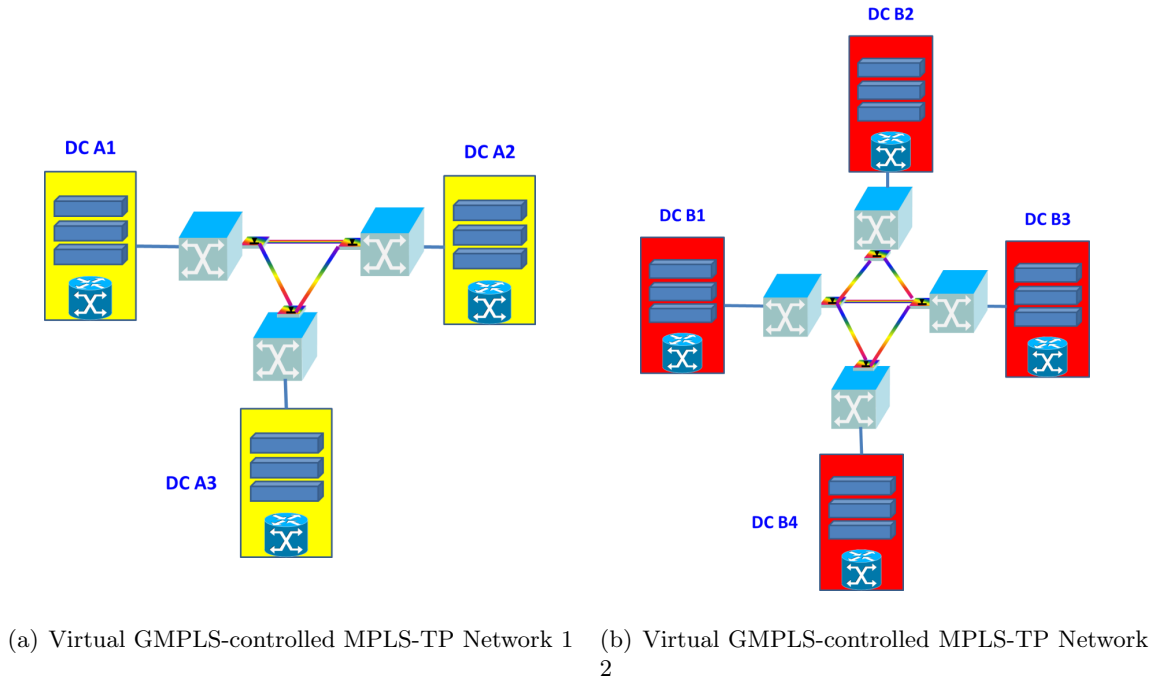 DC B2
DC A1
DC A2
DC B1
DC B3
DC A3
DC B4
(a) Virtual GMPLS-controlled MPLS-TP Network 1
(b) Virtual GMPLS-controlled MPLS-TP Network
2